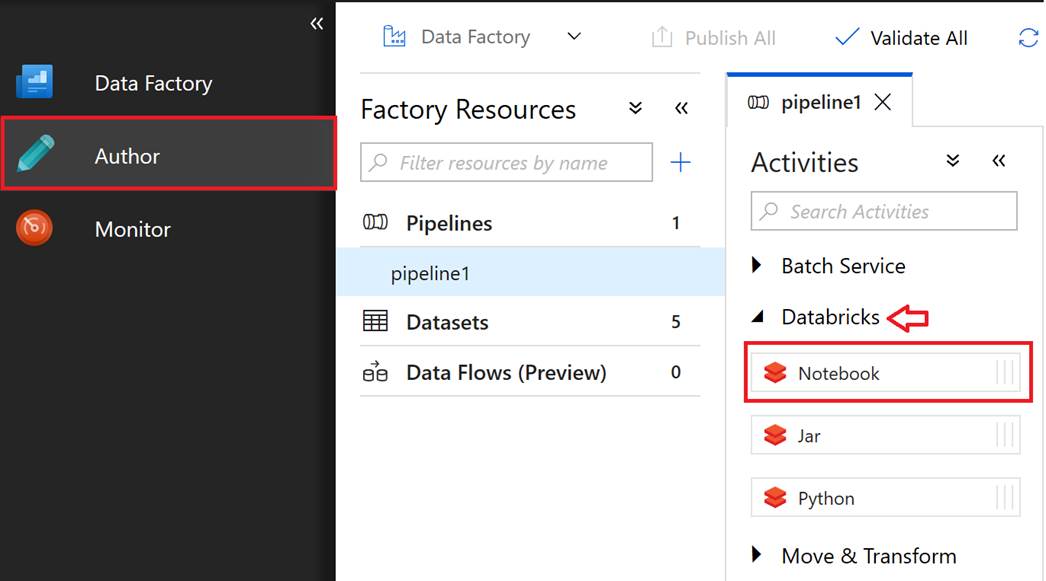 Data Factory
Author
Monitor
Data Factory
Publish All
Validate All
Factory Resources
Filter resources by name
Pipelines 1
pipeline1
Datasets 5
Data Flows (Preview) 0
pipeline1
Activities
Search Activities
Batch Service
Databricks
Notebook
Jar
Python
Move & Transform